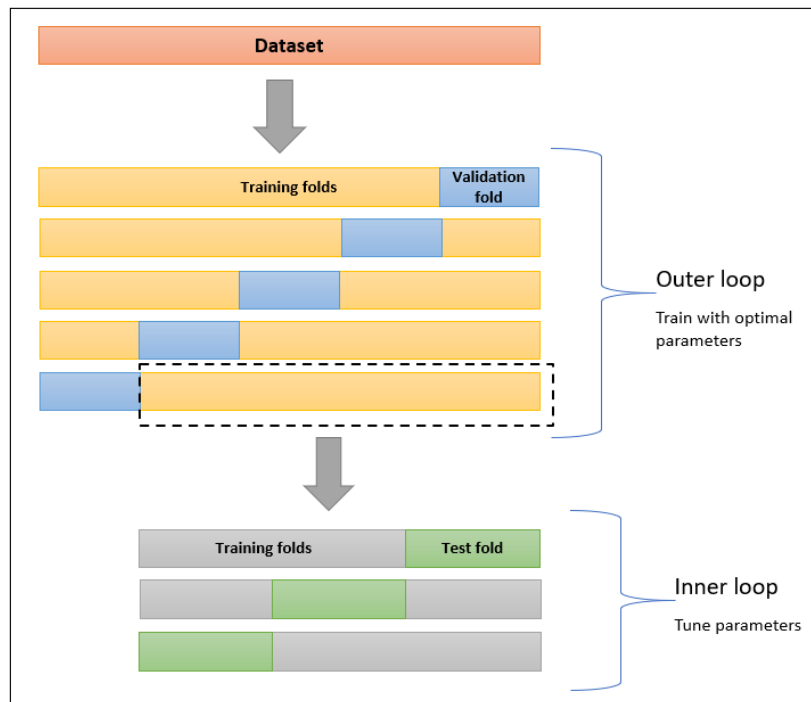 Dataset
Training folds
Validation
fold
Outer loop
Train with optimal
parameters
Training folds
Test fold
Inner loop
Tune parameters